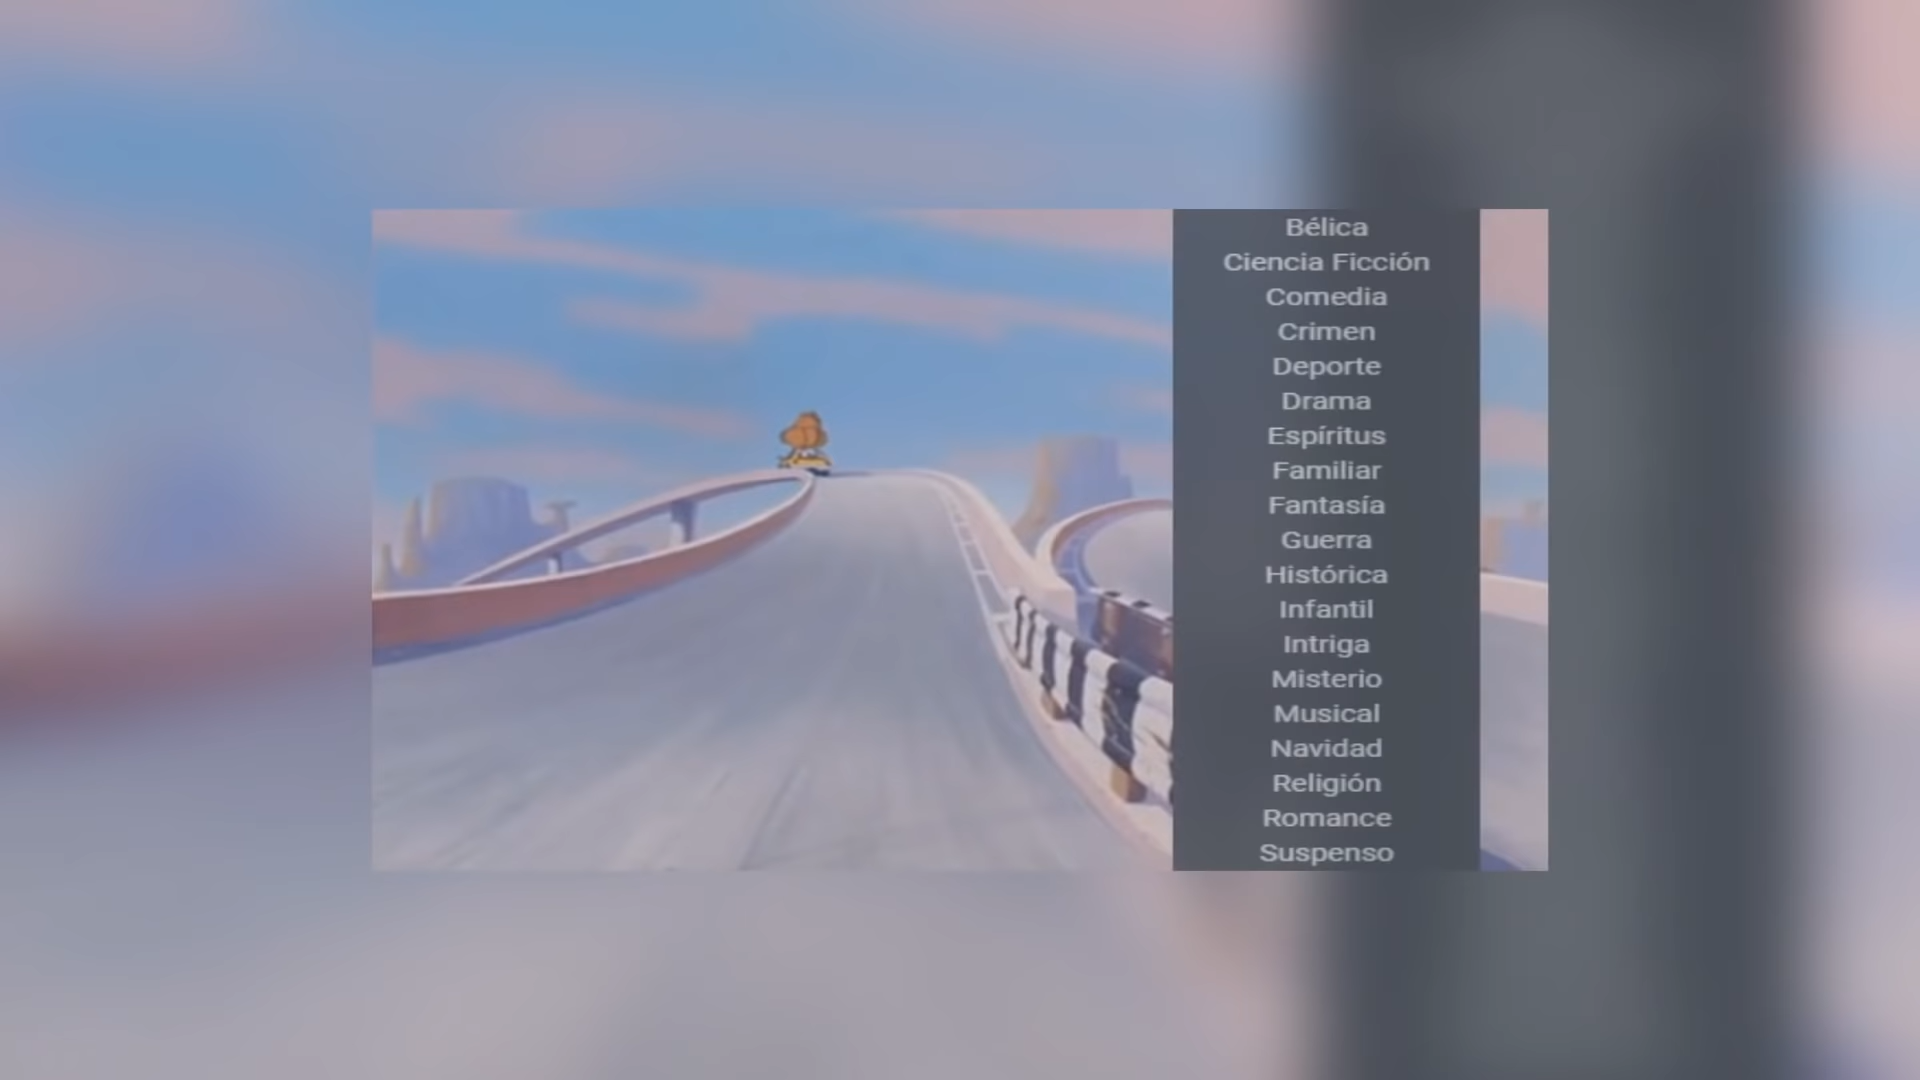 Bélica
Ciencia Ficción
Comedia
Crimen
Deporte
Drama
Espíritus
Familiar
Fantasía
Guerra
Histórica
Infantil
Intriga
Misterio
Musical
Navidad
Religión
Romance
Suspenso